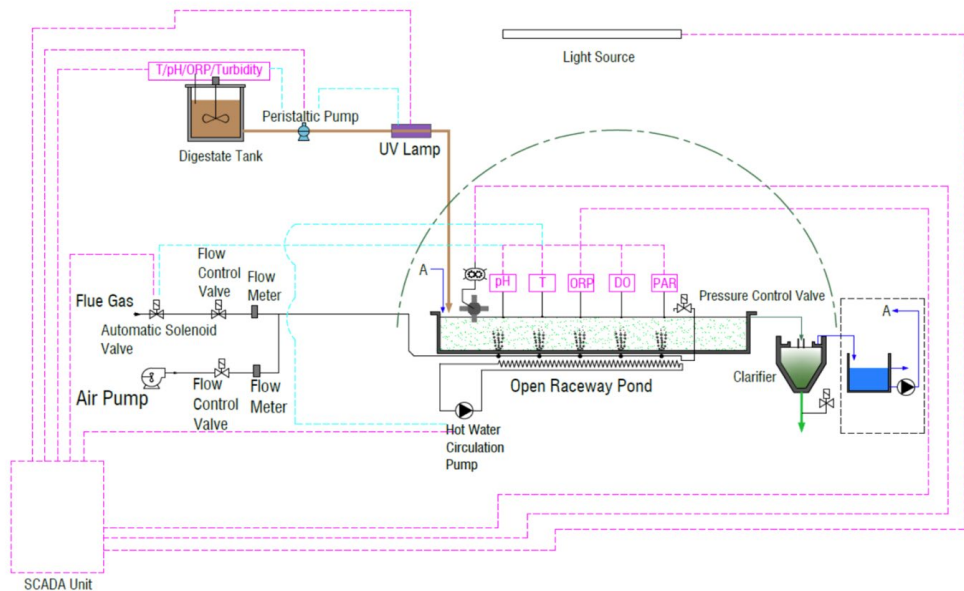 Light Source
T/pH/ORP/Turbidity
Peristaltic Pump
Digestate Tank
UV Lamp
A
pH
T
ORP
DO
PAR
Flow
Control
Valve
Flow
Meter
Flue Gas
Automatic Solenoid
Valve
Pressure Control Valve
A
Air Pump
Flow
Control
Valve
Flow
Meter
Open Raceway Pond
Clarifier
Hot Water
Circulation
Pump
SCADA Unit